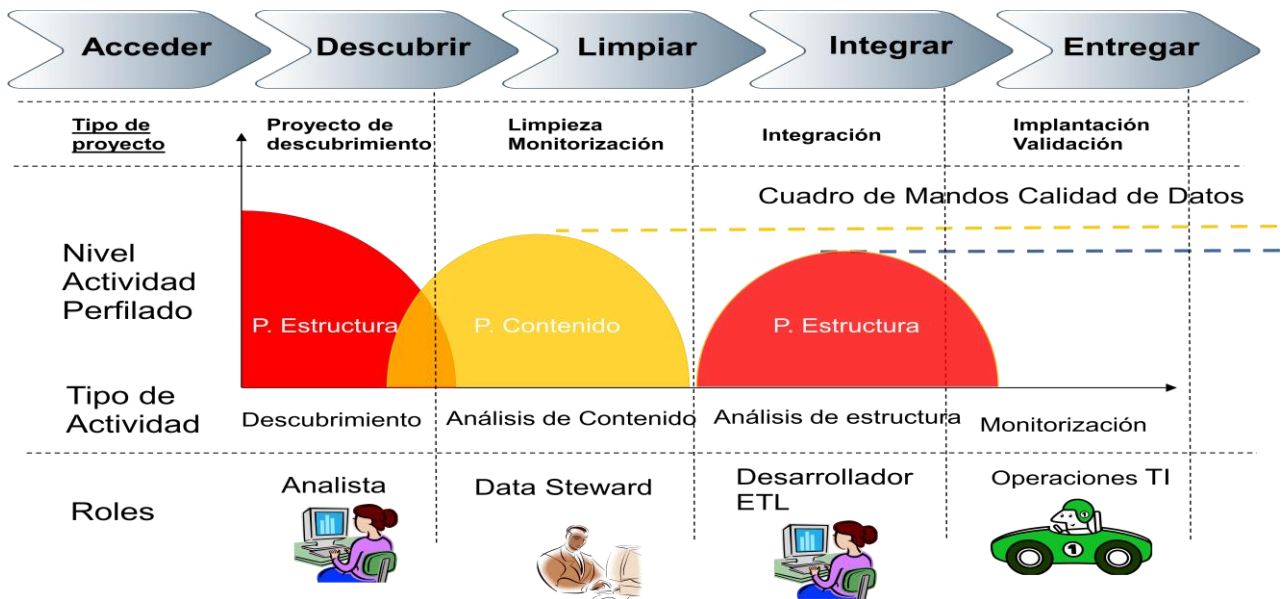 Acceder
Descubrir
Limpiar
Integrar
Entregar
Tipo de
proyecto
Proyecto de
descubrimiento
Limpieza
Monitorización
Integración
Implantación
Validación
Cuadro de Mandos Calidad de Datos
Nivel
Actividad
Perfilado
P. Estructura
P. Contenido
P. Estructura
Tipo de
Actividad
Descubrimiento
Análisis de Contenido
Análisis de estructura
Monitorización
Roles
Analista
Data Steward
Desarrollador
ETL
Operaciones TI
1
1